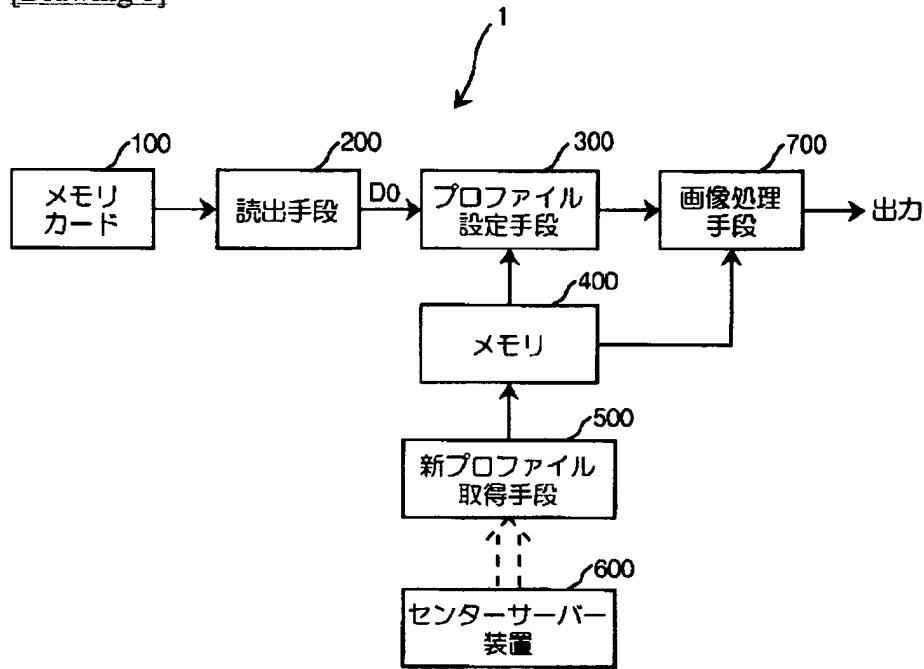 1
100
メモリ
カード
200
読出手段
D0
300
プロファイル
設定手段
700
画像処理
手段
出力
400
メモリ
500
新プロファイル
取得手段
600
センターサーバー
装置